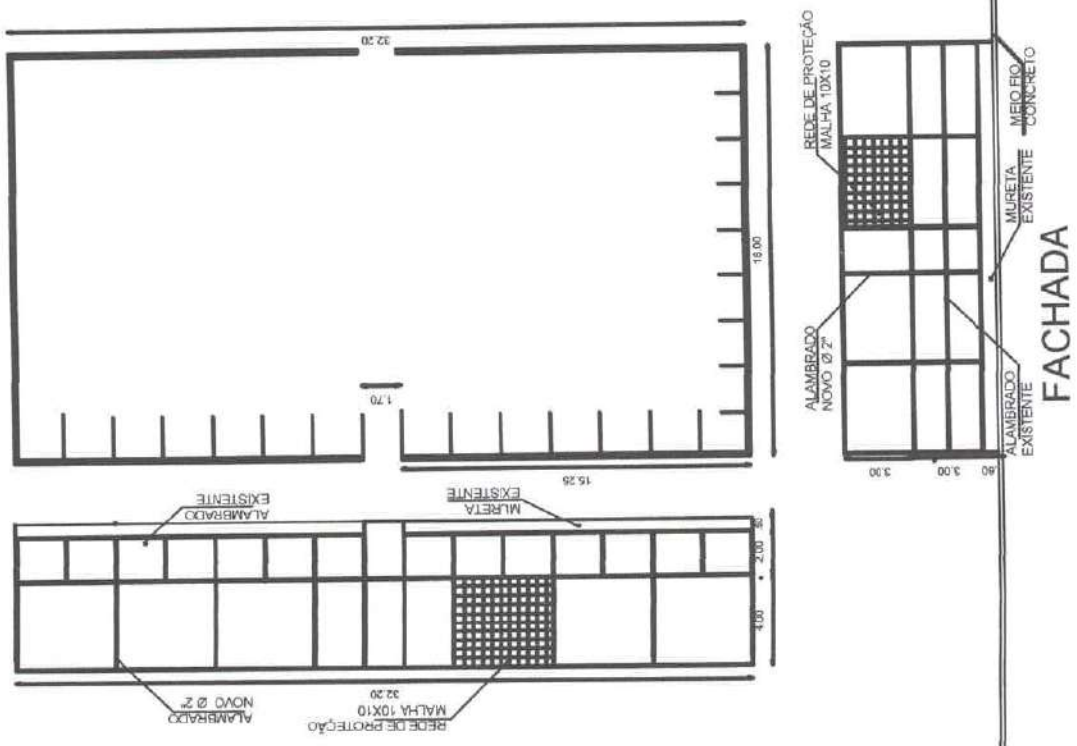 32.20
18.00
1.70
15.25
ALAMBRADO
EXISTENTE
MURETA
EXISTENTE
.60
2.00
4.00
32.20
ALAMBRADO
NOVO Ø 2"
REDE DE PROTEÇÃO
MALHA 10X10
REDE DE PROTEÇÃO
MALHA 10X10
ALAMBRADO
NOVO Ø 2"
3.00
3.00
.60
ALAMBRADO
EXISTENTE
MURETA
EXISTENTE
MEIO FIO
CONCRETO
FACHADA